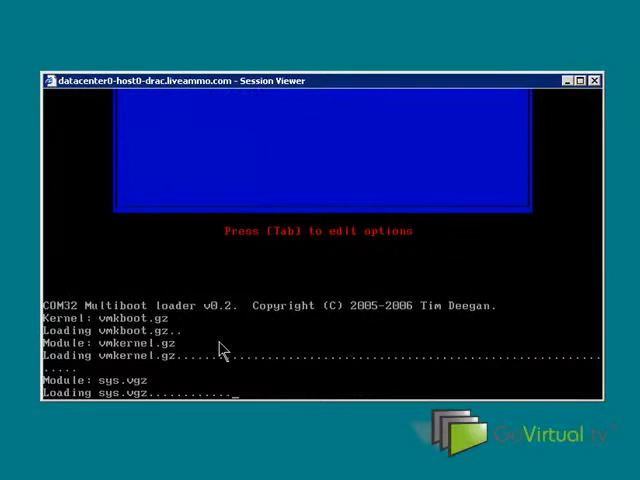 datacenter0-host0-drac.liveammo.com - Session Viewer
Press [Tab] to edit options
COM32 Multiboot loader v0.2.  Copyright (C) 2005-2006 Tim Deegan.
Kernel: vmkboot.gz
Loading vmkboot.gz..
Module: vmkernel.gz
Loading vmkernel.gz.............................................................
.....
Module: sys.vgz
Loading sys.vgz............_
GoVirtual.tv